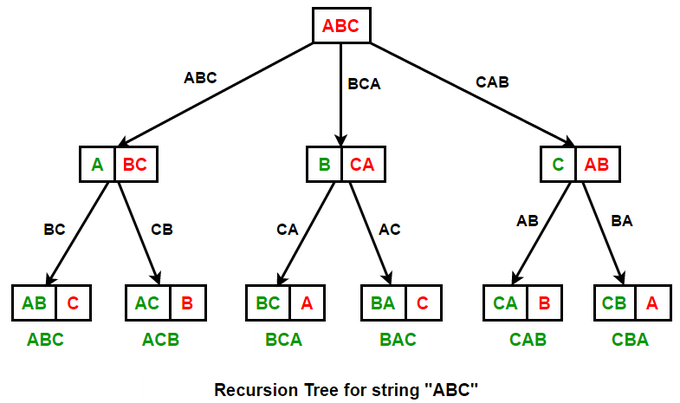 ABC
ABC BCA CAB
A BC B CA C AB
BC CB CA AC AB BA
AB C AC B BC A BA C CA B CB A
ABC ACB BCA BAC CAB CBA
Recursion Tree for string "ABC"